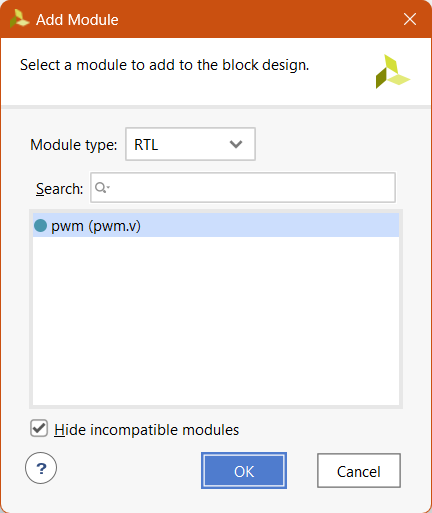 Add Module
Select a module to add to the block design.
Module type: RTL
Search:
pwm (pwm.v)
Hide incompatible modules
? OK Cancel